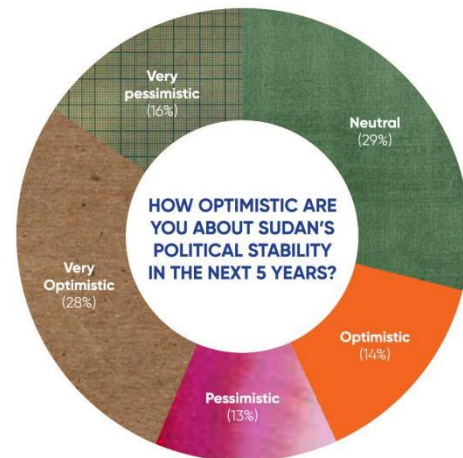 Very
pessimistic
(16%)
Neutral
(29%)
HOW OPTIMISTIC ARE
YOU ABOUT SUDAN'S
POLITICAL STABILITY
IN THE NEXT 5 YEARS?
Very
Optimistic
(28%)
Optimistic
(14%)
Pessimistic
(13%)